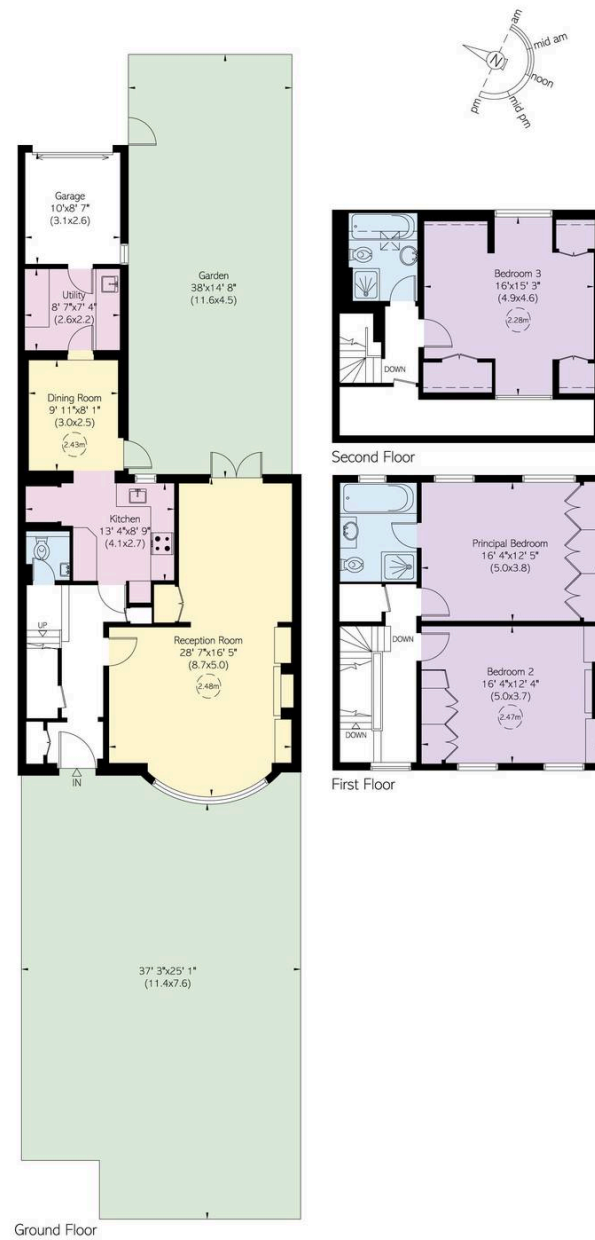 am
mid am
noon
mid pm
pm
N
Garage
10'x8' 7"
(3.1x2.6)
Utility
8' 7"x7' 4"
(2.6x2.2)
Garden
38'x14' 8"
(11.6x4.5)
Dining Room
9' 11"x8' 1"
(3.0x2.5)
2.43m
Kitchen
13' 4"x8' 9"
(4.1x2.7)
UP
Reception Room
28' 7"x16' 5"
(8.7x5.0)
2.48m
IN
37' 3"x25' 1"
(11.4x7.6)
Ground Floor
Bedroom 3
16'x15' 3"
(4.9x4.6)
2.28m
DOWN
Second Floor
Principal Bedroom
16' 4"x12' 5"
(5.0x3.8)
DOWN
Bedroom 2
16' 4"x12' 4"
(5.0x3.7)
2.47m
DOWN
First Floor